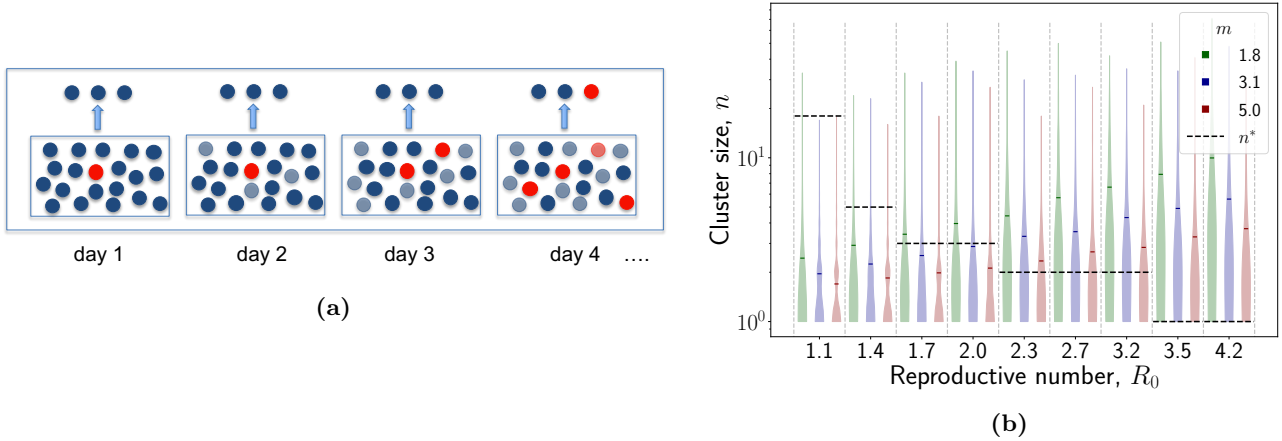 day 1 day 2 day 3 day 4 ....
(a)
Cluster size, n
10¹
10⁰
m
1.8
3.1
5.0
n*
1.1 1.4 1.7 2.0 2.3 2.7 3.2 3.5 4.2
Reproductive number, R₀
(b)